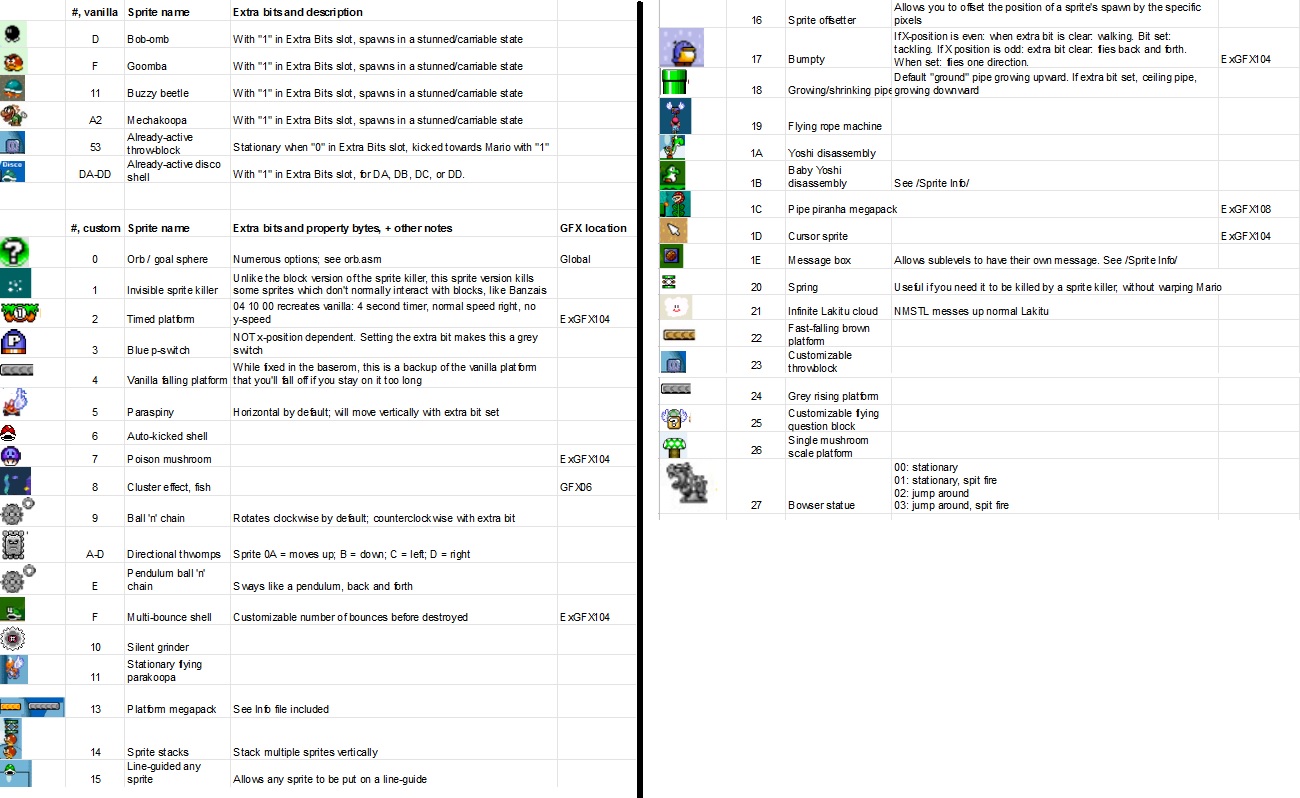 #, vanilla Sprite name Extra bits and description
D Bob-omb With "1" in Extra Bits slot, spawns in a stunned/carriable state
F Goomba With "1" in Extra Bits slot, spawns in a stunned/carriable state
11 Buzzy beetle With "1" in Extra Bits slot, spawns in a stunned/carriable state
A2 Mechakoopa With "1" in Extra Bits slot, spawns in a stunned/carriable state
53 Already-active
throw-block Stationary when "0" in Extra Bits slot, kicked towards Mario with "1"
Disco
DA-DD Already-active disco
shell With "1" in Extra Bits slot, for DA, DB, DC, or DD.
#, custom Sprite name Extra bits and property bytes, + other notes GFX location
0 Orb / goal sphere Numerous options; see orb.asm Global
1 Invisible sprite killer Unlike the block version of the sprite killer, this sprite version kills
some sprites which don't normally interact with blocks, like Banzais
2 Timed platform 04 10 00 recreates vanilla: 4 second timer, normal speed right, no
y-speed ExGFX104
3 Blue p-switch NOT x-position dependent. Setting the extra bit makes this a grey
switch
4 Vanilla falling platform While fixed in the baserom, this is a backup of the vanilla platform
that you'll fall off if you stay on it too long
5 Paraspiny Horizontal by default; will move vertically with extra bit set
6 Auto-kicked shell
7 Poison mushroom ExGFX104
8 Cluster effect, fish GFX06
9 Ball 'n' chain Rotates clockwise by default; counterclockwise with extra bit
A-D Directional thwomps Sprite 0A = moves up; B = down; C = left; D = right
E Pendulum ball 'n'
chain Sways like a pendulum, back and forth
F Multi-bounce shell Customizable number of bounces before destroyed ExGFX104
10 Silent grinder
11 Stationary flying
parakoopa
13 Platform megapack See Info file included
14 Sprite stacks Stack multiple sprites vertically
15 Line-guided any
sprite Allows any sprite to be put on a line-guide
16 Sprite offsetter Allows you to offset the position of a sprite's spawn by the specific
pixels
17 Bumpty If X-position is even: when extra bit is clear: walking. Bit set:
tackling. If X position is odd: extra bit clear: flies back and forth.
When set: flies one direction. ExGFX104
18 Growing/shrinking pipe Default "ground" pipe growing upward. If extra bit set, ceiling pipe,
growing downward
19 Flying rope machine
1A Yoshi disassembly
1B Baby Yoshi
disassembly See /Sprite Info/
1C Pipe piranha megapack ExGFX108
1D Cursor sprite ExGFX104
1E Message box Allows sublevels to have their own message. See /Sprite Info/
20 Spring Useful if you need it to be killed by a sprite killer, without warping Mario
21 Infinite Lakitu cloud NMSTL messes up normal Lakitu
22 Fast-falling brown
platform
23 Customizable
throwblock
24 Grey rising platform
25 Customizable flying
question block
26 Single mushroom
scale platform
27 Bowser statue 00: stationary
01: stationary, spit fire
02: jump around
03: jump around, spit fire